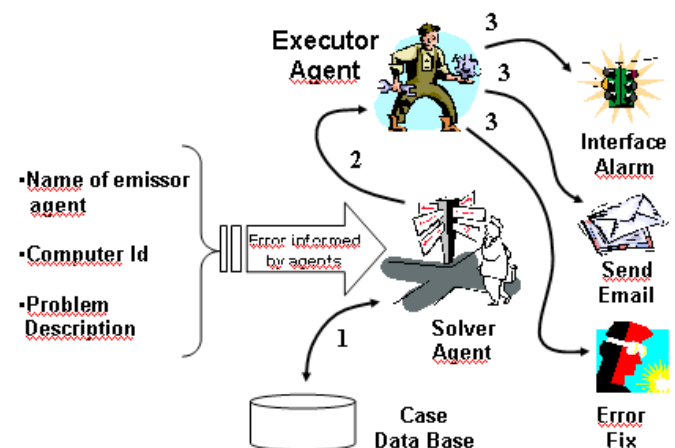 Executor
Agent
3
3
3
Interface
Alarm
2
•Name of emissor
agent
•Computer Id
•Problem
Description
Error informed
by agents
Send
Email
1
Solver
Agent
Case
Data Base
Error
Fix